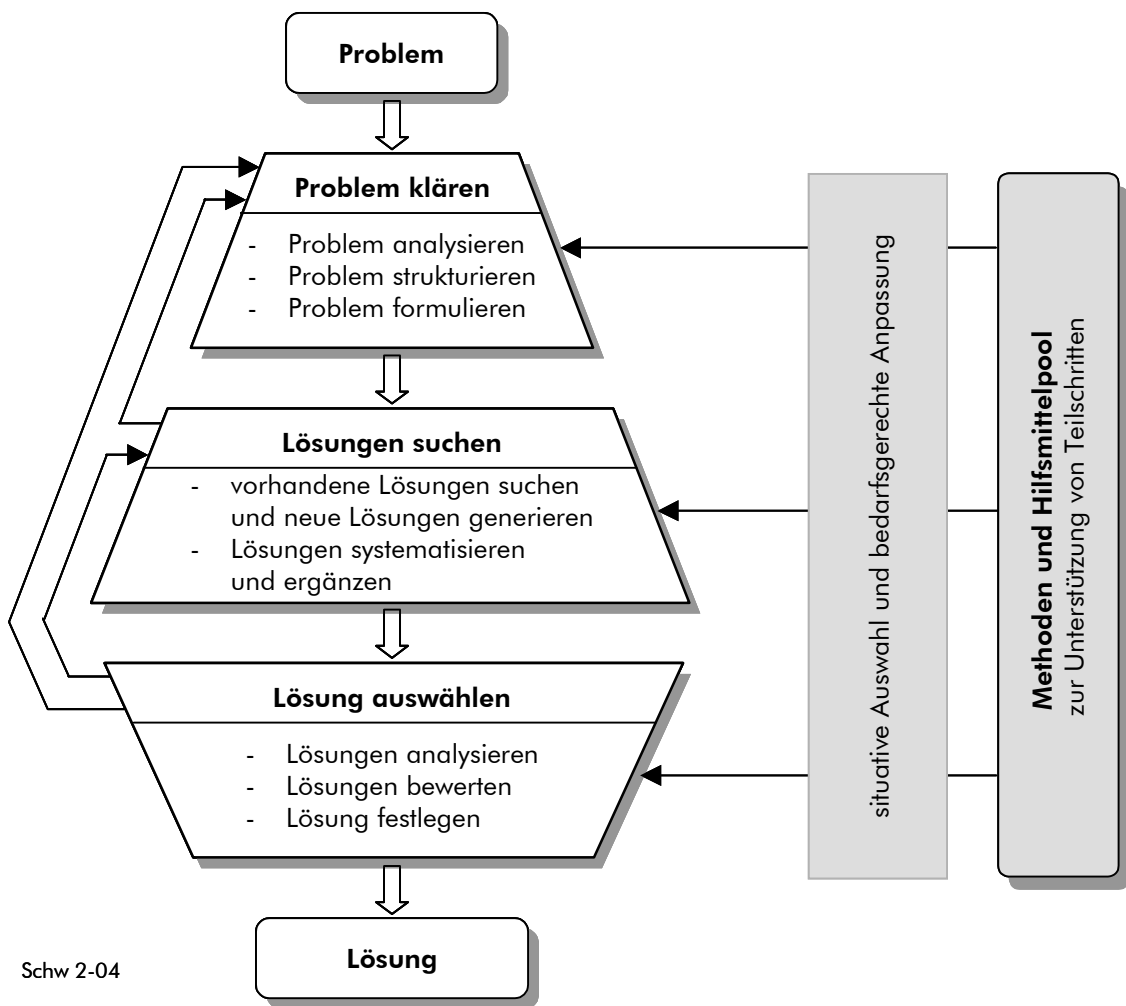 Problem
Problem klären
- Problem analysieren
- Problem strukturieren
- Problem formulieren
Lösungen suchen
- vorhandene Lösungen suchen
und neue Lösungen generieren
- Lösungen systematisieren
und ergänzen
Lösung auswählen
- Lösungen analysieren
- Lösungen bewerten
- Lösung festlegen
Lösung
situative Auswahl und bedarfsgerechte Anpassung
Methoden und Hilfsmittelpool
zur Unterstützung von Teilschritten
Schw 2-04